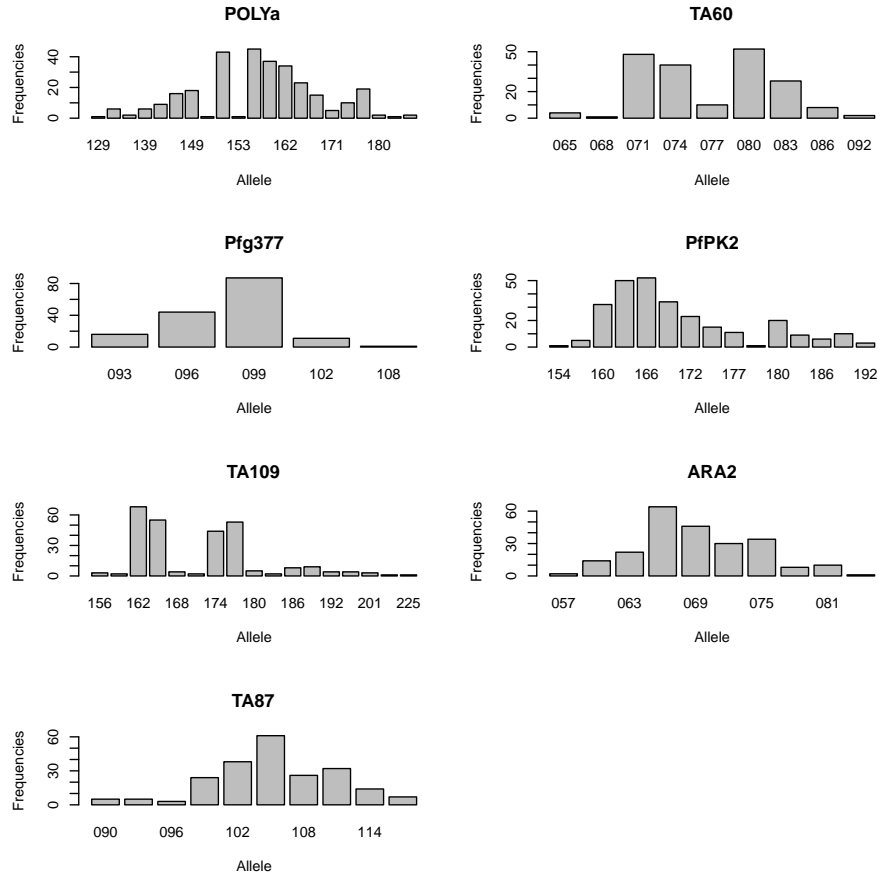 POLYa
Frequencies
0 20 40
129 139 149 153 162 171 180
Allele
TA60
Frequencies
0 20 50
065 068 071 074 077 080 083 086 092
Allele
Pfg377
Frequencies
0 40 80
093 096 099 102 108
Allele
PfPK2
Frequencies
0 20 50
154 160 166 172 177 180 186 192
Allele
TA109
Frequencies
0 30 60
156 162 168 174 180 186 192 201 225
Allele
ARA2
Frequencies
0 30 60
057 063 069 075 081
Allele
TA87
Frequencies
0 30 60
090 096 102 108 114
Allele